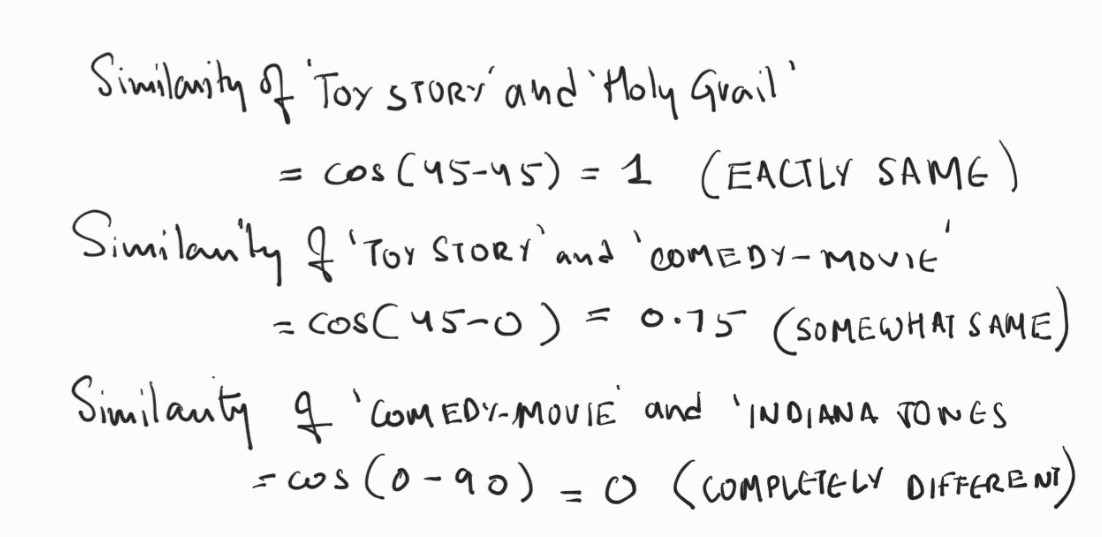 Similarity of 'TOY STORY' and 'Holy Grail'
= cos(45-45) = 1 (EACTLY SAME)
Similarity of 'TOY STORY' and 'COMEDY-MOVIE'
= cos(45-0) = 0.75 (SOMEWHAT SAME)
Similarity of 'COMEDY-MOVIE' and 'INDIANA JONES
= cos(0-90) = 0 (COMPLETELY DIFFERENT)